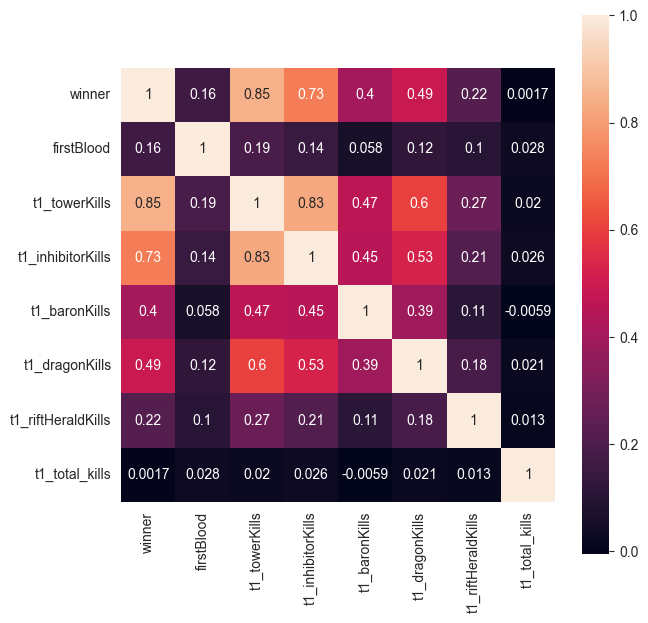 winner 1 0.16 0.85 0.73 0.4 0.49 0.22 0.0017
firstBlood 0.16 1 0.19 0.14 0.058 0.12 0.1 0.028
t1_towerKills 0.85 0.19 1 0.83 0.47 0.6 0.27 0.02
t1_inhibitorKills 0.73 0.14 0.83 1 0.45 0.53 0.21 0.026
t1_baronKills 0.4 0.058 0.47 0.45 1 0.39 0.11 -0.0059
t1_dragonKills 0.49 0.12 0.6 0.53 0.39 1 0.18 0.021
t1_riftHeraldKills 0.22 0.1 0.27 0.21 0.11 0.18 1 0.013
t1_total_kills 0.0017 0.028 0.02 0.026 -0.0059 0.021 0.013 1
winner
firstBlood
t1_towerKills
t1_inhibitorKills
t1_baronKills
t1_dragonKills
t1_riftHeraldKills
t1_total_kills
1.0
0.8
0.6
0.4
0.2
0.0